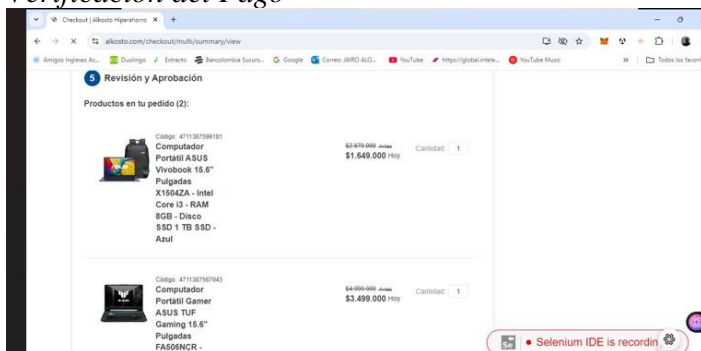 Verificación del Pago
Checkout | Alkosto Hiperahorro
alkosto.com/checkout/multi/summary/view
Amigos Ingleses Ac... Duolingo Extracto Bancolombia Sucurs... Google Correo: JAIRO ALO... YouTube https://global.intele... YouTube Music Todos los favoritos
5 Revisión y Aprobación
Productos en tu pedido (2):
Código: 4711387599181
Computador
Portátil ASUS
Vivobook 15.6"
Pulgadas
X1504ZA - Intel
Core i3 - RAM
8GB - Disco
SSD 1 TB SSD -
Azul
$2.879.000 Antes
$1.649.000 Hoy
Cantidad: 1
Código: 4711387567043
Computador
Portátil Gamer
ASUS TUF
Gaming 15.6"
Pulgadas
FA506NCR -
$4.999.000 Antes
$3.499.000 Hoy
Cantidad: 1
Se Selenium IDE is recordin